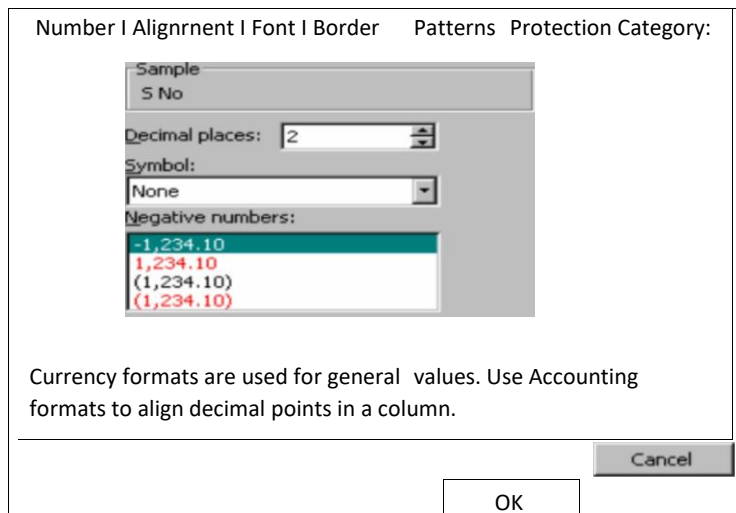 Number I Alignrnent I Font I Bnrder Patterns Protection Category:
Sample
S No
Decimal places: 2
Symbol:
None
Negative numbers:
-1,234.10
1,234.10
(1,234.10)
(1,234.10)
Currency formats are used for general values. Use Accounting
formats to align decimal points in a column.
Cancel
OK